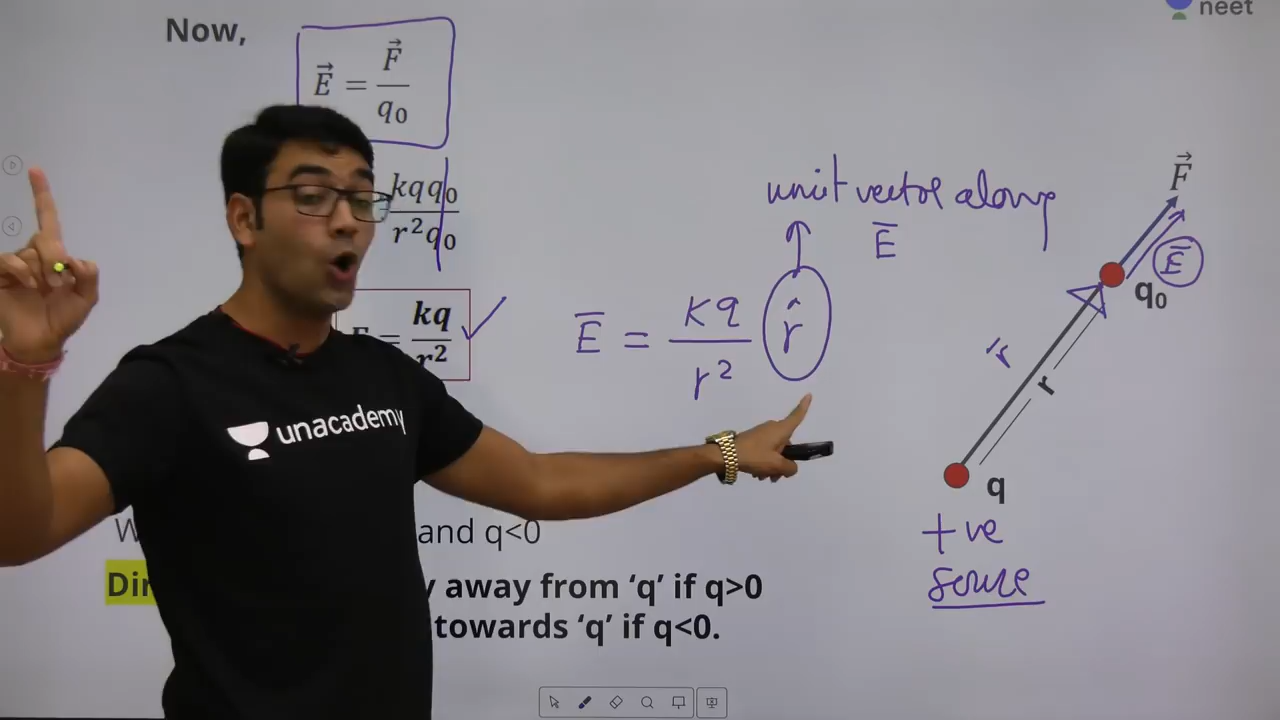 neet
Now,
E⃗ = F⃗ / q₀
kqq₀ / r²q₀
= kq / r²
unit vector along
E̅
E̅ = kq / r² r̂
F⃗
E̅
q₀
r
r
q
+ve
unacademy
and q<0
away from ‘q’ if q>0
towards ‘q’ if q<0.